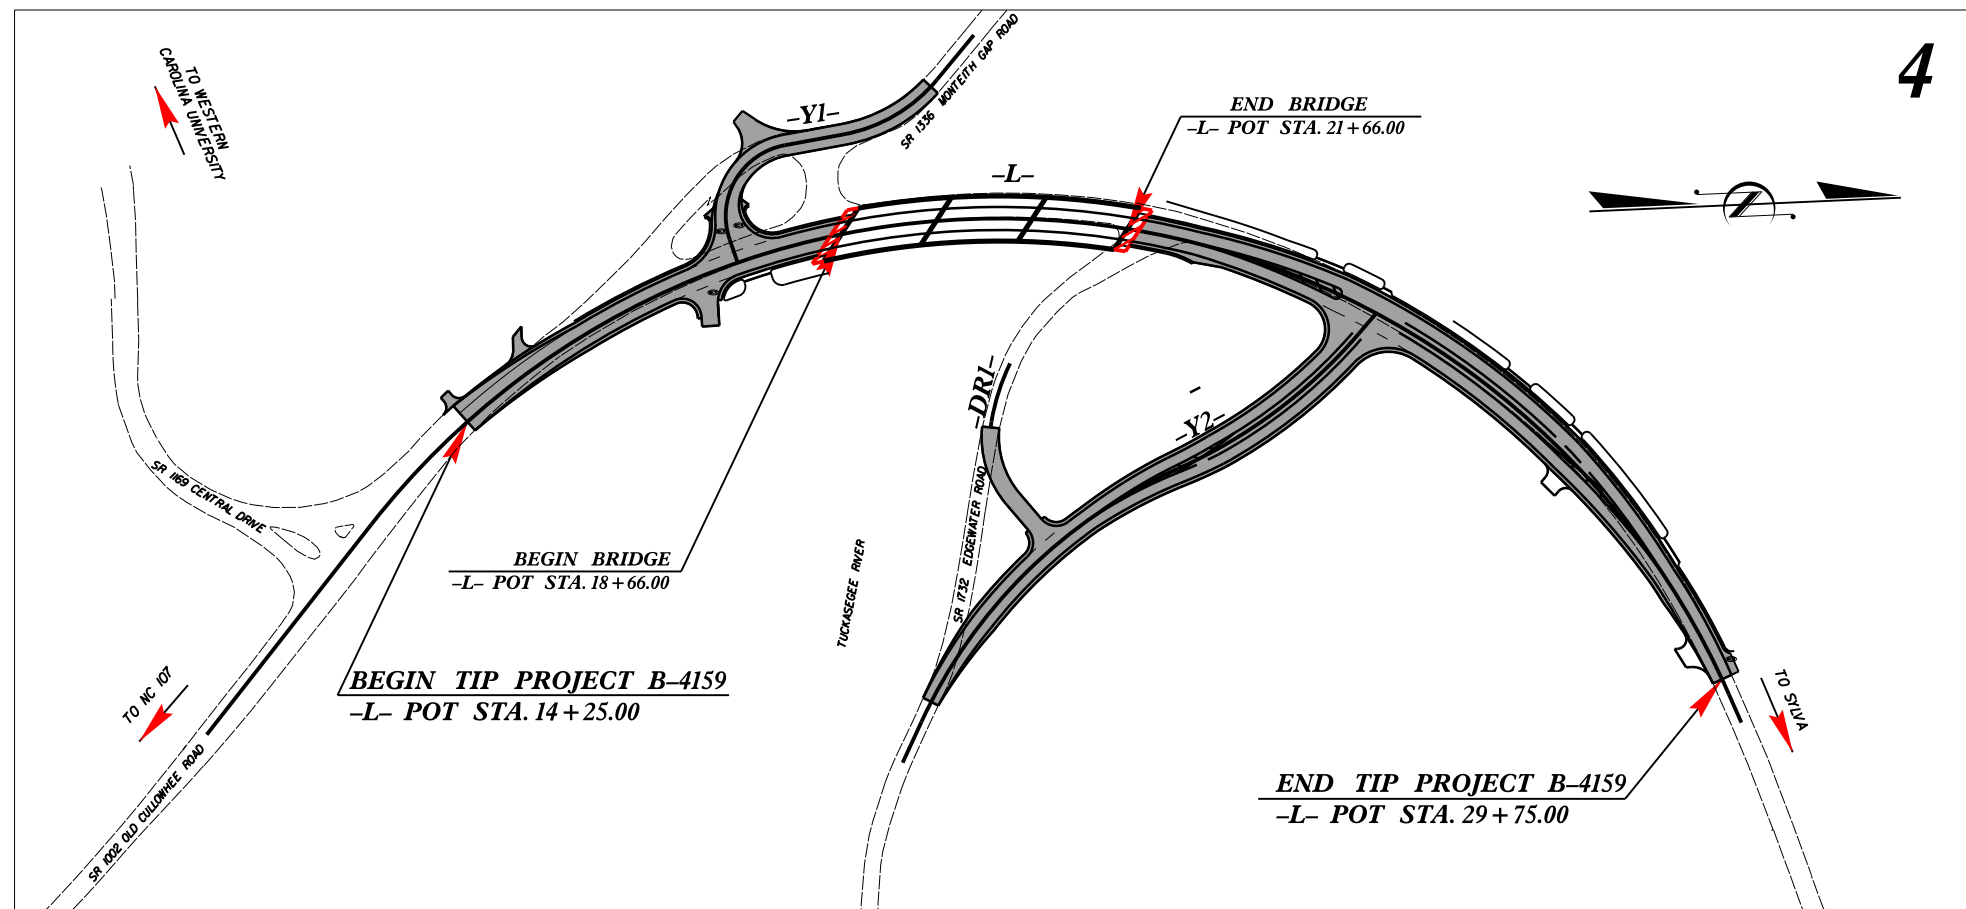 4
TO WESTERN
CAROLINA UNIVERSITY
–Y1–
SR 1336 MONTEITH GAP ROAD
END BRIDGE
–L– POT STA. 21+66.00
–L–
–DR1–
–Y2–
–
SR 1169 CENTRAL DRIVE
SR 1732 EDGEWATER ROAD
TUCKASEGEE RIVER
BEGIN BRIDGE
–L– POT STA. 18+66.00
BEGIN TIP PROJECT B–4159
–L– POT STA. 14+25.00
TO NC 107
SR 1002 OLD CULLOWHEE ROAD
TO SYLVA
END TIP PROJECT B–4159
–L– POT STA. 29+75.00